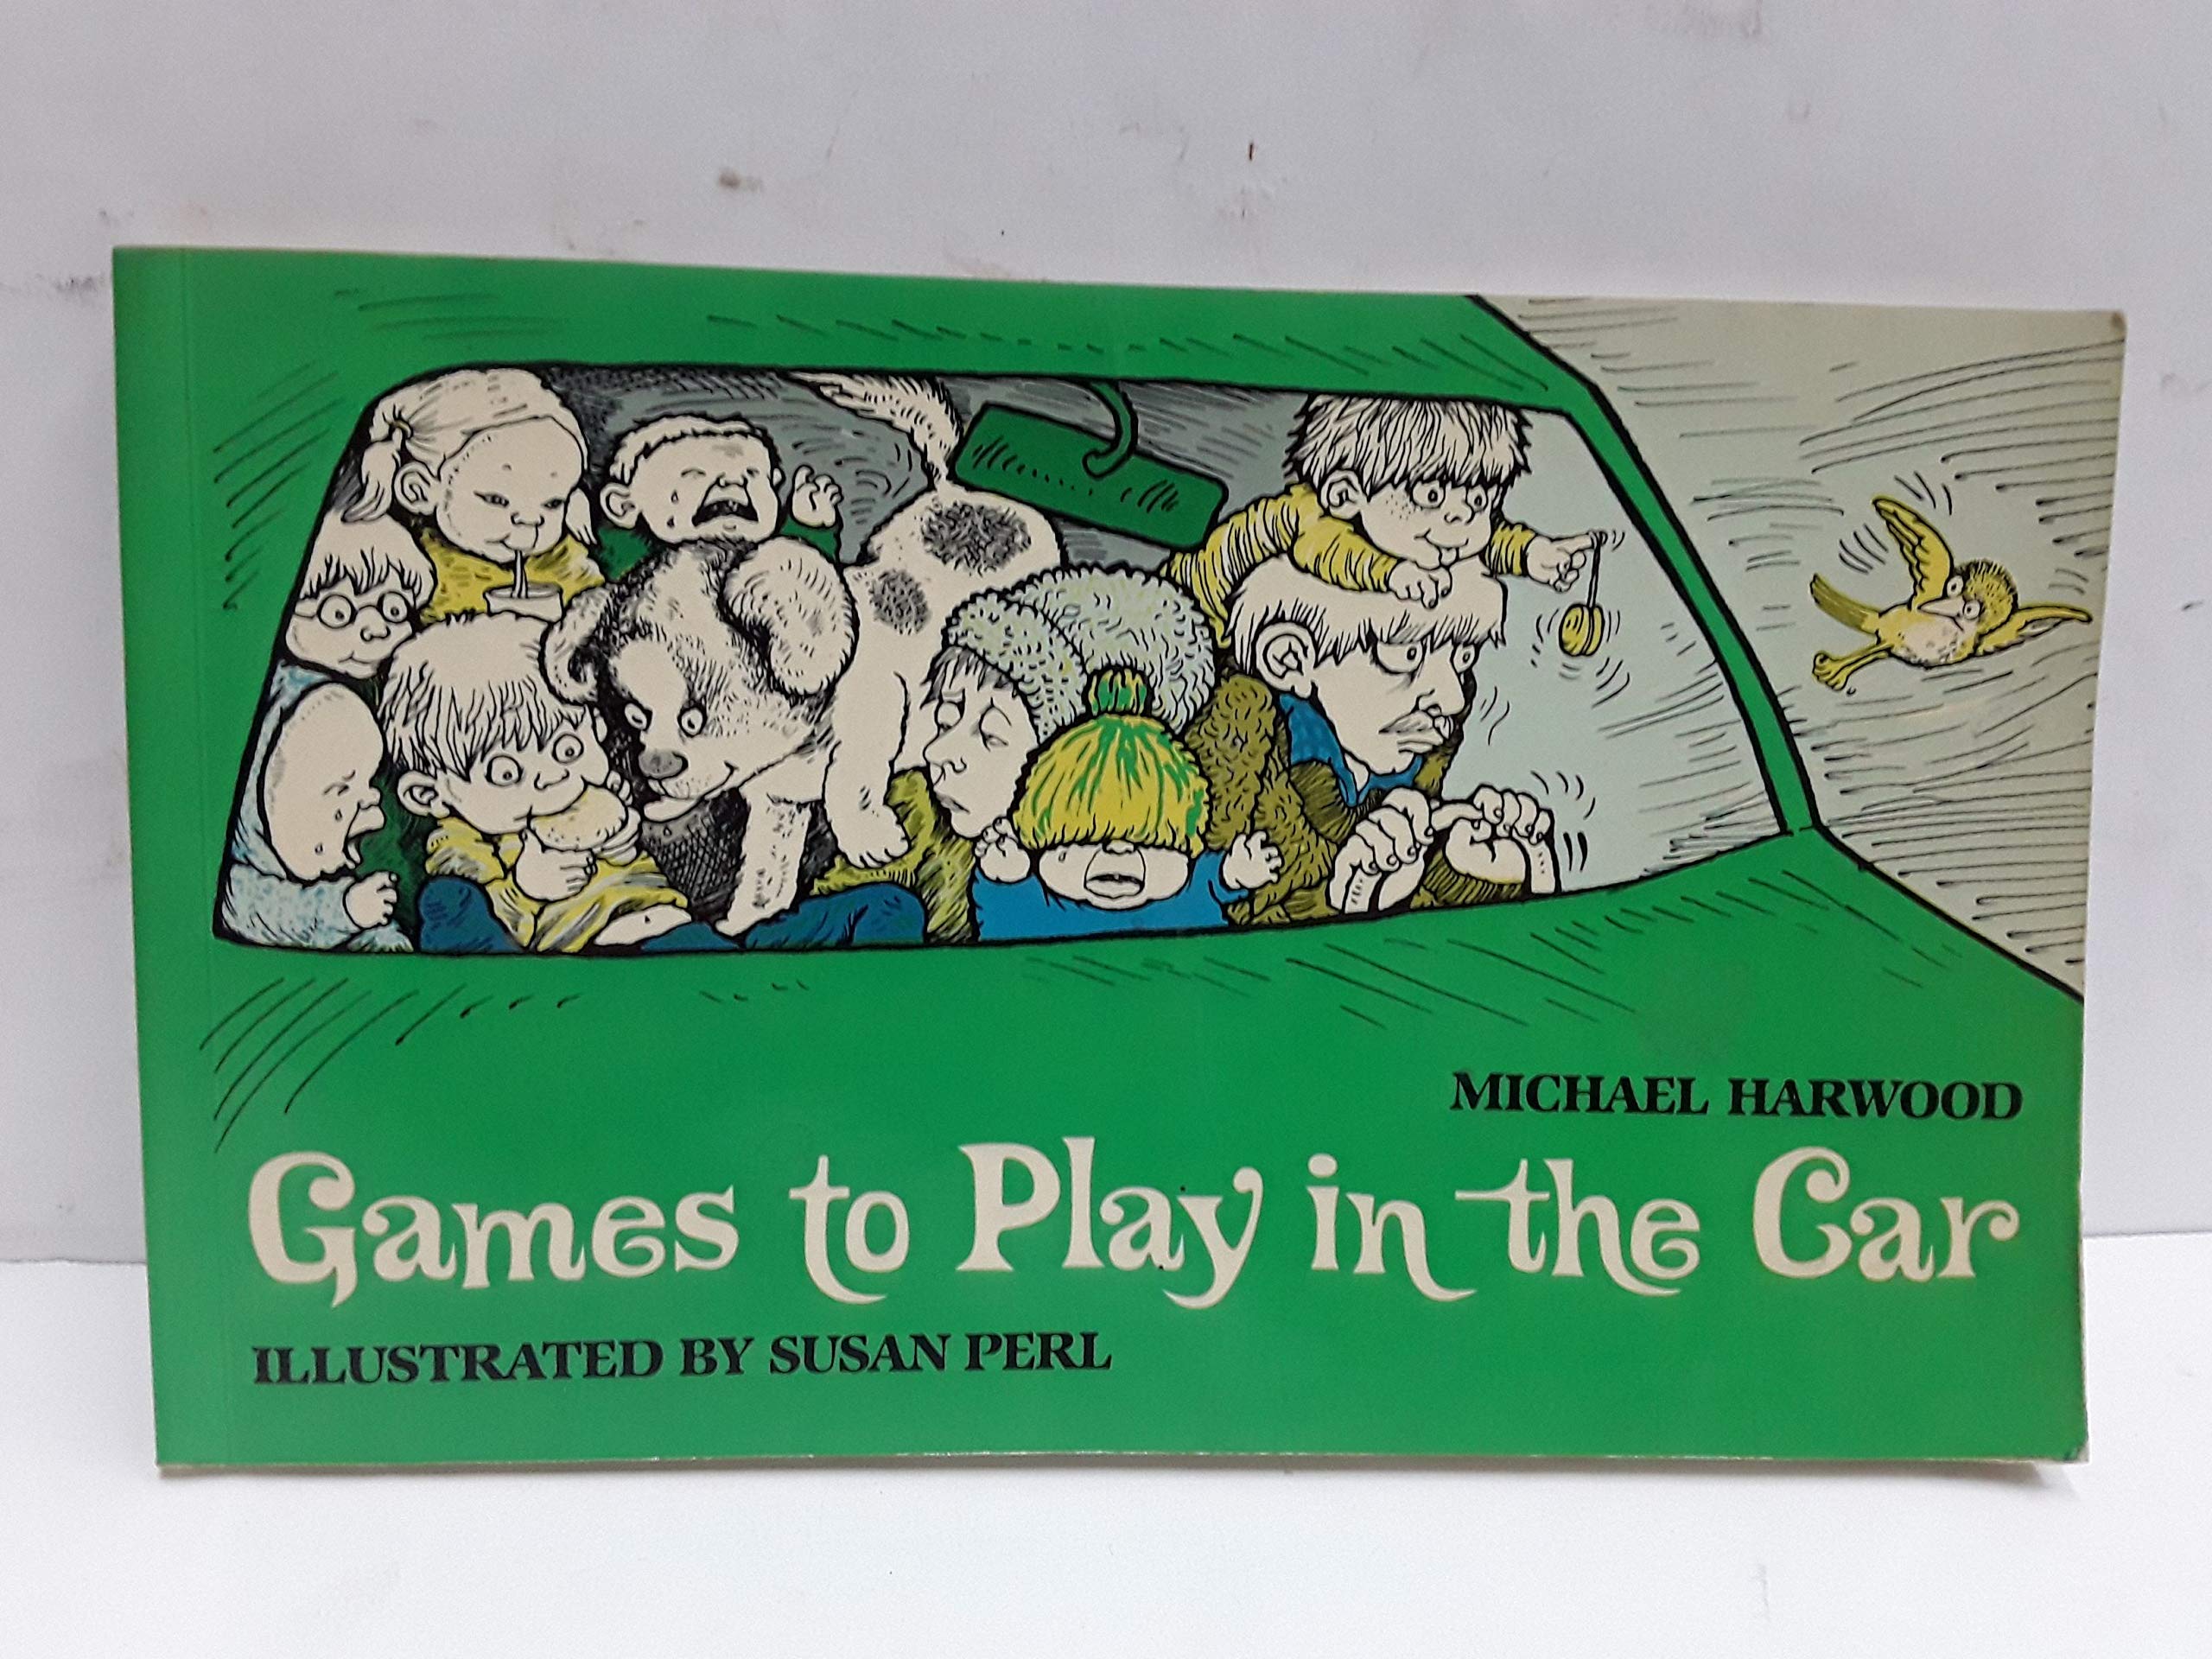 MICHAEL HARWOOD
Games to Play in the Car
ILLUSTRATED BY SUSAN PERL